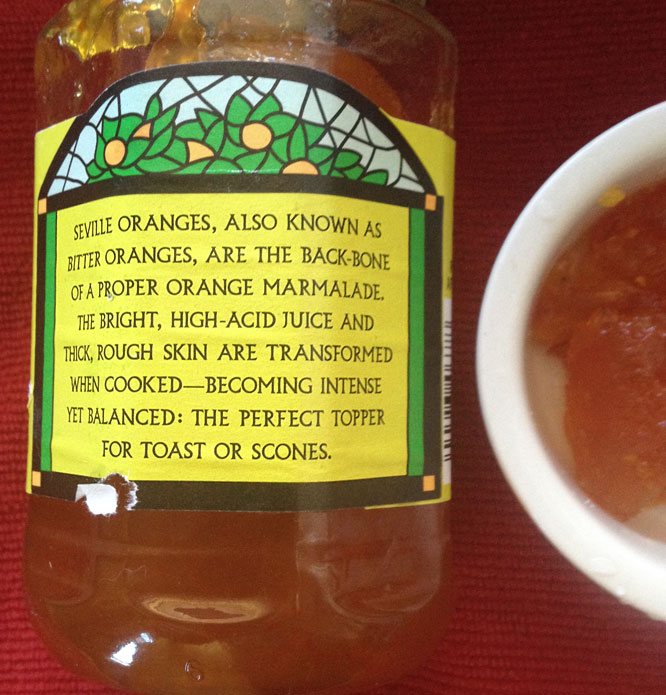 SEVILLE ORANGES, ALSO KNOWN AS
BITTER ORANGES, ARE THE BACK-BONE
OF A PROPER ORANGE MARMALADE.
THE BRIGHT, HIGH-ACID JUICE AND
THICK, ROUGH SKIN ARE TRANSFORMED
WHEN COOKED—BECOMING INTENSE
YET BALANCED: THE PERFECT TOPPER
FOR TOAST OR SCONES.